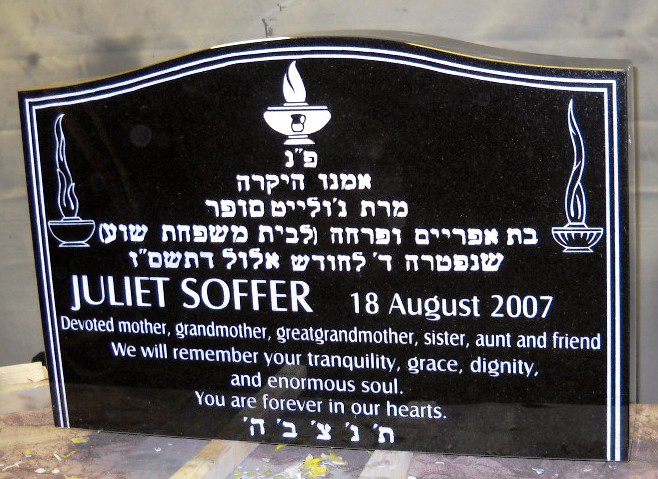 פ"נ
אמנו היקרה
מרת ג'ולייט סופר
בת אפריים ופרחה (לבית משפחת שוע)
שנפטרה ד' לחודש אלול דתשס"ז
JULIET SOFFER 18 August 2007
Devoted mother, grandmother, greatgrandmother, sister, aunt and friend
We will remember your tranquility, grace, dignity,
and enormous soul.
You are forever in our hearts.
ת' נ' צ' ב' ה'